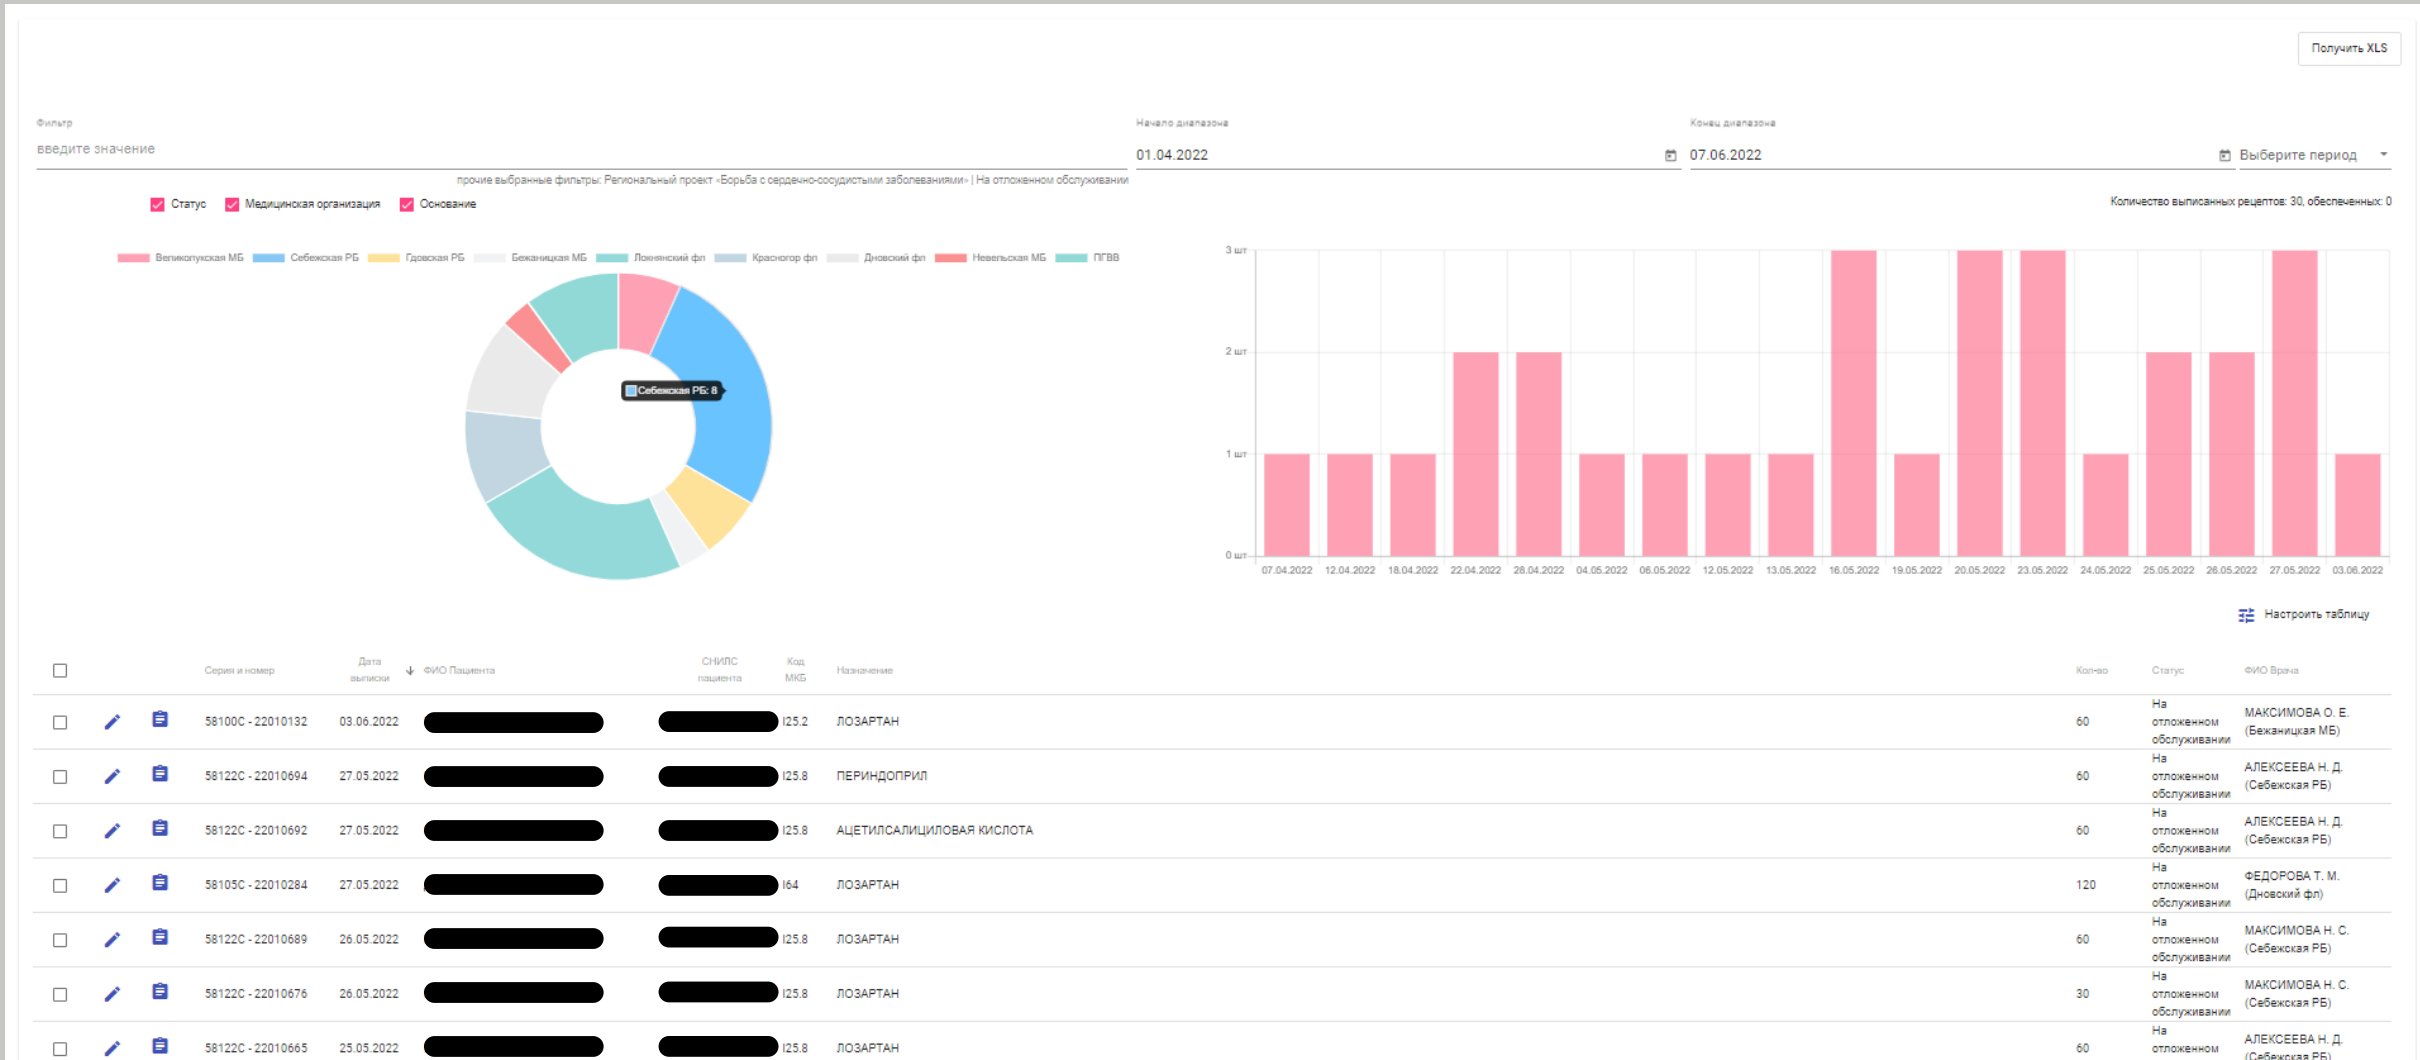 Получить XLS
Фильтр
введите значение
Начало диапазона
01.04.2022
Конец диапазона
07.06.2022
Выберите период
прочие выбранные фильтры: Региональный проект «Борьба с сердечно-сосудистыми заболеваниями» | На отложенном обслуживании
Статус Медицинская организация Основание
Количество выписанных рецептов: 30, обеспеченных: 0
Великолукская МБ Себежская РБ Гдовская РБ Бежаницкая МБ Локнянский фл Красногор фл Дновский фл Невельская МБ ПГВВ
Себежская РБ: 8
3 шт
2 шт
1 шт
0 шт
07.04.2022 12.04.2022 18.04.2022 22.04.2022 28.04.2022 04.05.2022 06.05.2022 12.05.2022 13.05.2022 16.05.2022 19.05.2022 20.05.2022 23.05.2022 24.05.2022 25.05.2022 26.05.2022 27.05.2022 03.06.2022
Настроить таблицу
Серия и номер
Дата
выписки
ФИО Пациента
СНИЛС
пациента
Код
МКБ
Назначение
Кол-во
Статус
ФИО Врача
58100С - 22010132 03.06.2022 I25.2 ЛОЗАРТАН 60
На
отложенном
обслуживании
МАКСИМОВА О. Е.
(Бежаницкая МБ)
58122С - 22010694 27.05.2022 I25.8 ПЕРИНДОПРИЛ 60
На
отложенном
обслуживании
АЛЕКСЕЕВА Н. Д.
(Себежская РБ)
58122С - 22010692 27.05.2022 I25.8 АЦЕТИЛСАЛИЦИЛОВАЯ КИСЛОТА 60
На
отложенном
обслуживании
АЛЕКСЕЕВА Н. Д.
(Себежская РБ)
58105С - 22010284 27.05.2022 I64 ЛОЗАРТАН 120
На
отложенном
обслуживании
ФЕДОРОВА Т. М.
(Дновский фл)
58122С - 22010689 26.05.2022 I25.8 ЛОЗАРТАН 60
На
отложенном
обслуживании
МАКСИМОВА Н. С.
(Себежская РБ)
58122С - 22010676 26.05.2022 I25.8 ЛОЗАРТАН 30
На
отложенном
обслуживании
МАКСИМОВА Н. С.
(Себежская РБ)
58122С - 22010665 25.05.2022 I25.8 ЛОЗАРТАН 60
На
отложенном
АЛЕКСЕЕВА Н. Д.
(Себежская РБ)